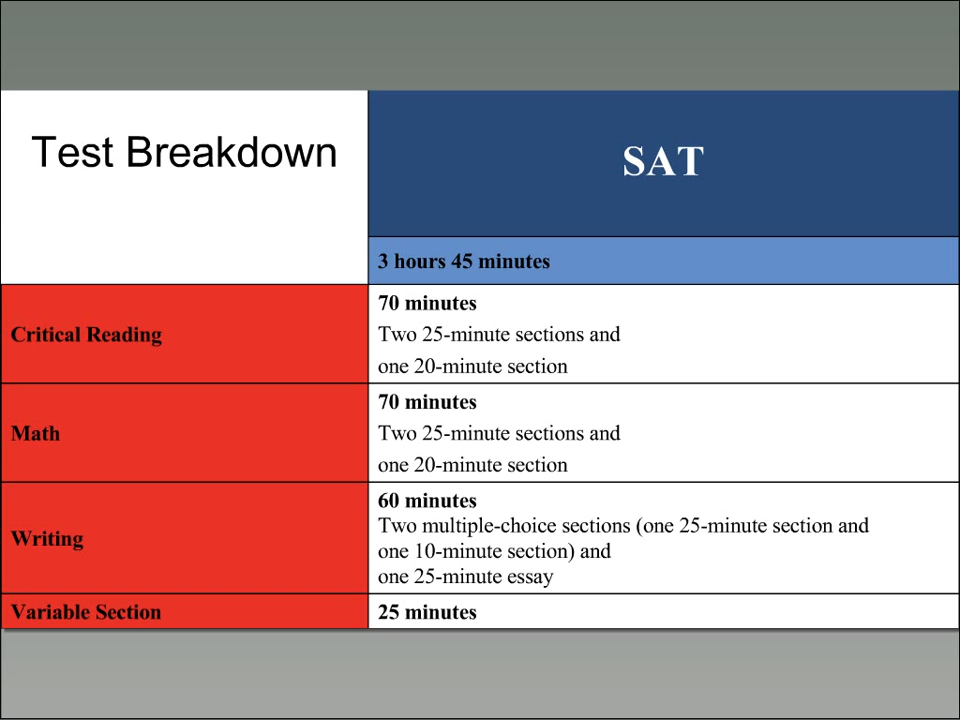 Test Breakdown
SAT
3 hours 45 minutes
Critical Reading
70 minutes
Two 25-minute sections and
one 20-minute section
Math
70 minutes
Two 25-minute sections and
one 20-minute section
Writing
60 minutes
Two multiple-choice sections (one 25-minute section and
one 10-minute section) and
one 25-minute essay
Variable Section
25 minutes